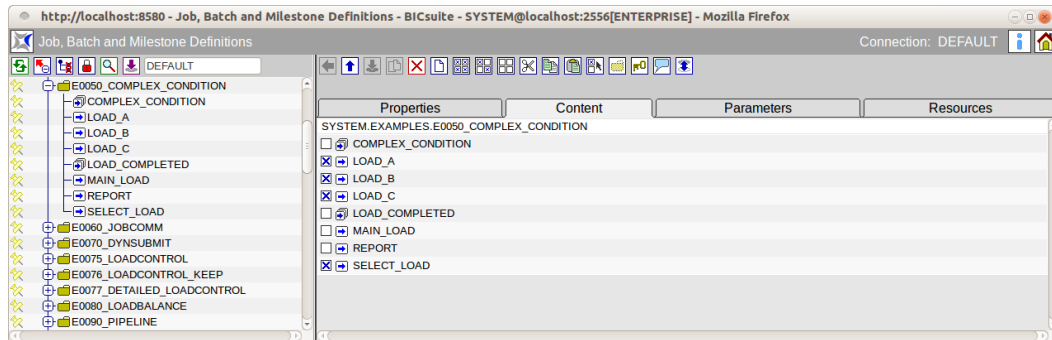 http://localhost:8580 - Job, Batch and Milestone Definitions - BICsuite - SYSTEM@localhost:2556[ENTERPRISE] - Mozilla Firefox
Job, Batch and Milestone Definitions
Connection: DEFAULT
DEFAULT
E0050_COMPLEX_CONDITION
COMPLEX_CONDITION
LOAD_A
LOAD_B
LOAD_C
LOAD_COMPLETED
MAIN_LOAD
REPORT
SELECT_LOAD
E0060_JOBCOMM
E0070_DYNSUBMIT
E0075_LOADCONTROL
E0076_LOADCONTROL_KEEP
E0077_DETAILED_LOADCONTROL
E0080_LOADBALANCE
E0090_PIPELINE
Properties Content Parameters Resources
SYSTEM.EXAMPLES.E0050_COMPLEX_CONDITION
COMPLEX_CONDITION
LOAD_A
LOAD_B
LOAD_C
LOAD_COMPLETED
MAIN_LOAD
REPORT
SELECT_LOAD